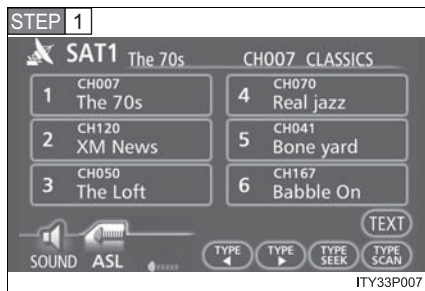 STEP 1
SAT1 The 70s CH007 CLASSICS
1 CH007 The 70s
4 CH070 Real jazz
2 CH120 XM News
5 CH041 Bone yard
3 CH050 The Loft
6 CH167 Babble On
TEXT
SOUND ASL TYPE TYPE TYPE SEEK TYPE SCAN
ITY33P007